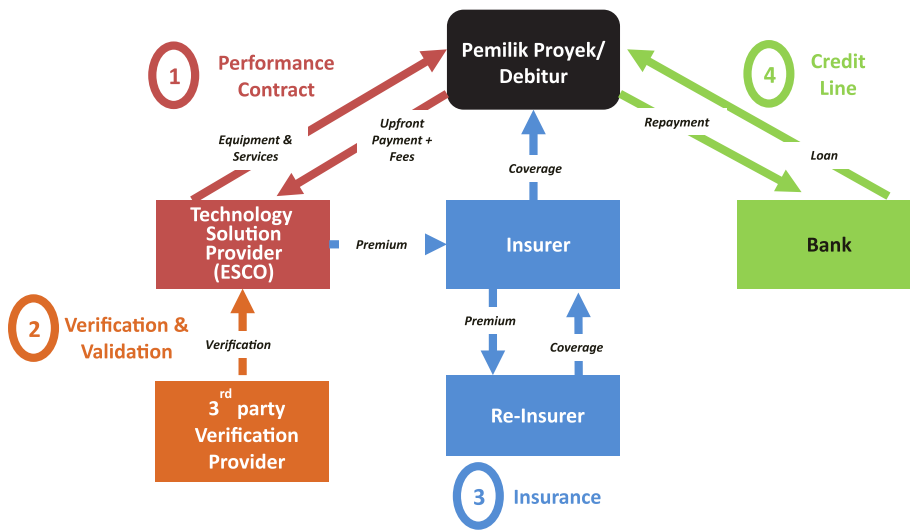 1
Performance
Contract
Pemilik Proyek/
Debitur
4
Credit
Line
Equipment &
Services
Upfront
Payment +
Fees
Repayment
Loan
Coverage
Technology
Solution
Provider
(ESCO)
Premium
Insurer
Bank
2
Verification &
Validation
Verification
Premium
Coverage
3rd party
Verification
Provider
Re-Insurer
3
Insurance